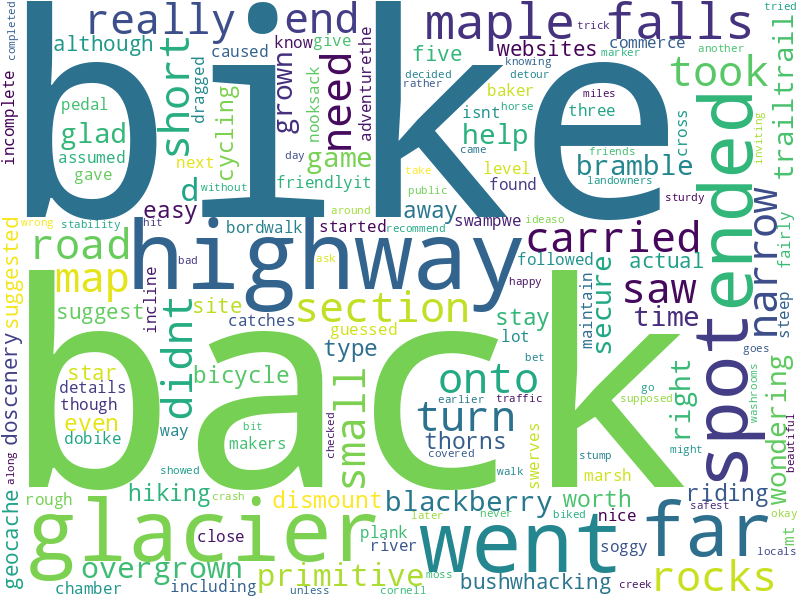 bike
back
highway
glacier
went
far
spot
ended
maple falls
really
end
short
need
took
trailtrail
although
caused
know
give
five
websites
commerce
tried
trick
another
completed
incomplete
pedal
glad
assumed
gave
dragged
cycling
grown
nooksack
adventurethe
baker
decided
rather
knowing
detour
marker
miles
isnt
horse
three
help
came
friends
bramble
landowners
cross
inviting
game
day
next
without
friendlyit
take
public
level
found
sturdy
wrong
stability
hit
d
easy
bordwalk
around
started
recommend
away
swampwe
ideaso
carried
narrow
fairly
suggested
road
map
suggest
didnt
site
incline
bad
catches
section
ask
guessed
followed
happy
stay
actual
secure
maintain
saw
time
steep
goes
doscenery
star
details
though
even
dobike
way
bicycle
makers
bit
type
small
checked
earlier
lot
traffic
bet
onto
turn
thorns
covered
walk
swerves
go
supposed
stump
marsh
right
might
washrooms
wondering
beautiful
along
geocache
rough
showed
hiking
crash
close
dismount
later
never
blackberry
plank
river
biked
worth
nice
riding
safest
okay
mt
locals
soggy
overgrown
chamber
including
primitive
unless
moss
cornell
bushwhacking
creek
rocks